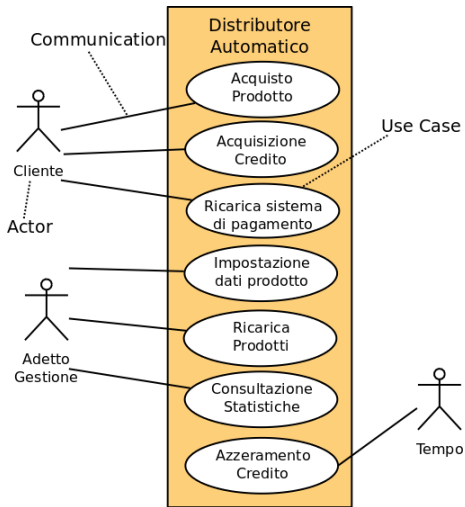 Distributore
Automatico
Communication
Acquisto
Prodotto
Acquisizione
Credito
Use Case
Cliente
Ricarica sistema
di pagamento
Actor
Impostazione
dati prodotto
Ricarica
Prodotti
Adetto
Gestione
Consultazione
Statistiche
Azzeramento
Credito
Tempo